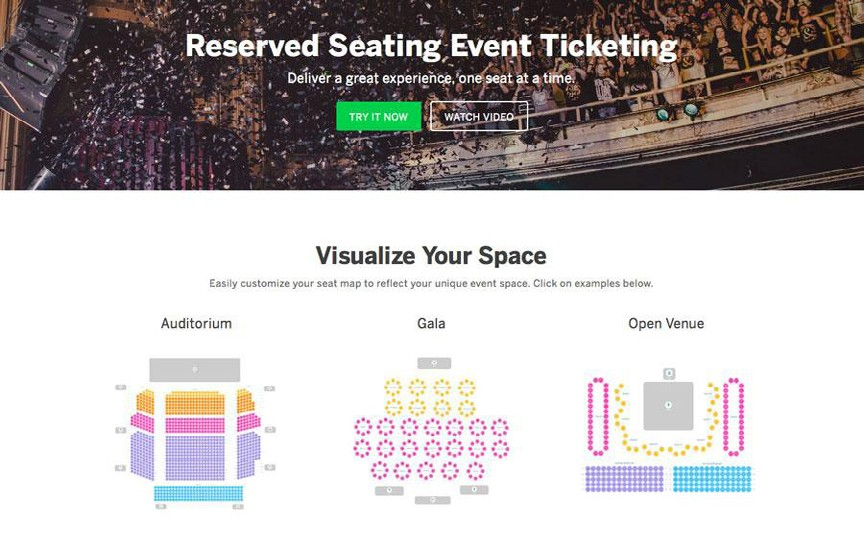 Reserved Seating Event Ticketing
Deliver a great experience, one seat at a time.
TRY IT NOW
WATCH VIDEO
Visualize Your Space
Easily customize your seat map to reflect your unique event space. Click on examples below.
Auditorium
Gala
Open Venue